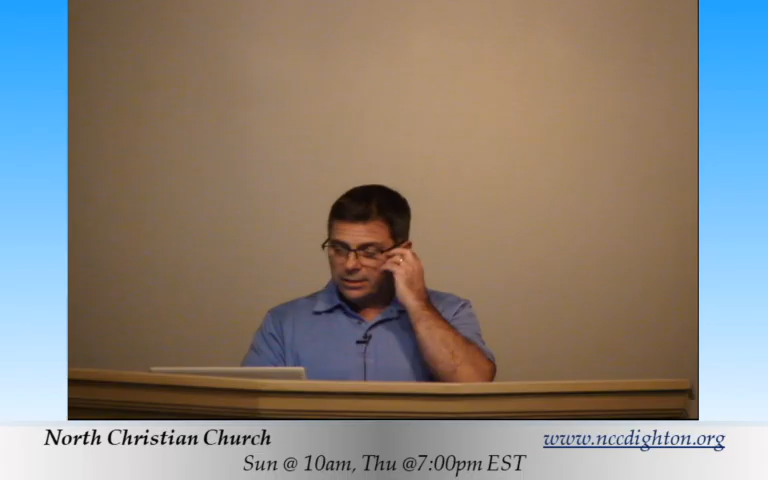 North Christian Church www.nccdighton.org
Sun @ 10am, Thu @7:00pm EST